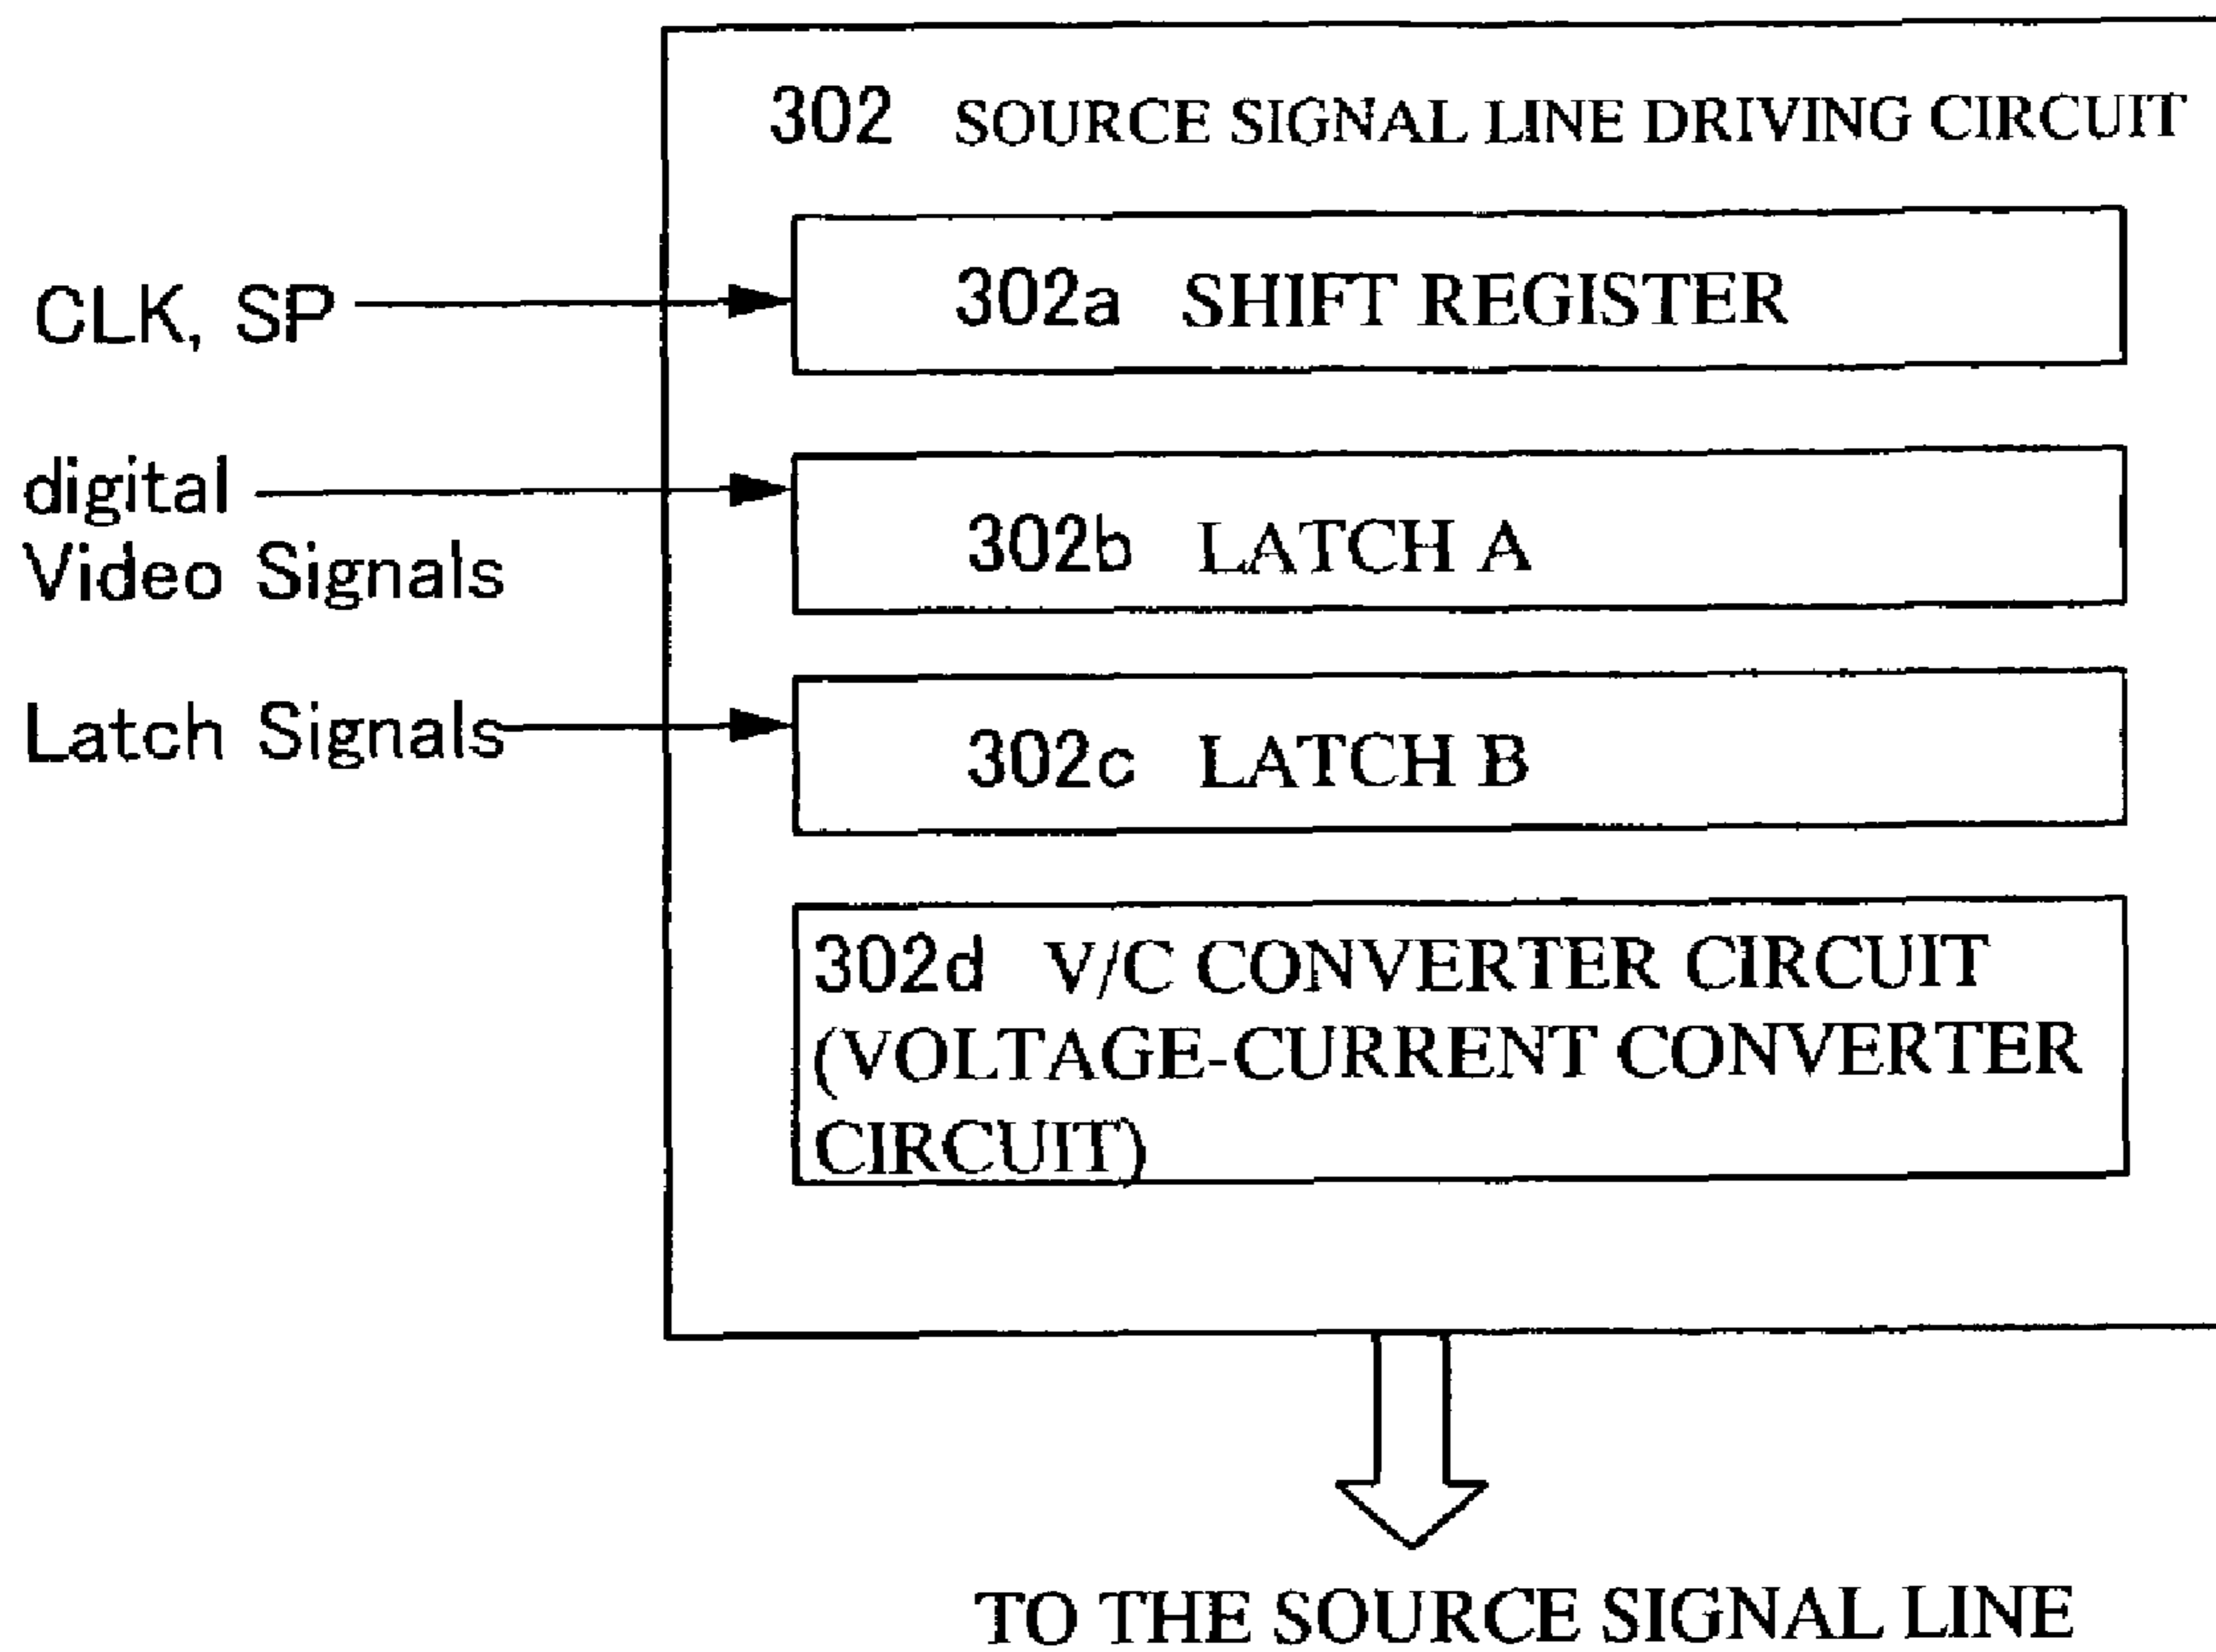 302 SOURCE SIGNAL LINE DRIVING CIRCUIT
CLK, SP
302a SHIFT REGISTER
digital
Video Signals
302b LATCH A
Latch Signals
302c LATCH B
302d V/C CONVERTER CIRCUIT
(VOLTAGE-CURRENT CONVERTER
CIRCUIT)
TO THE SOURCE SIGNAL LINE